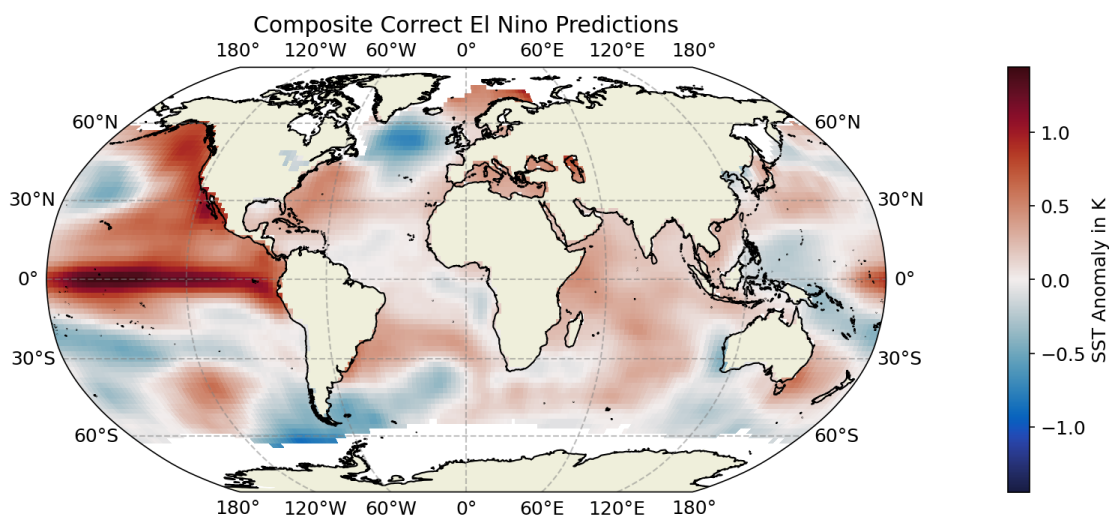 Composite Correct El Nino Predictions
180° 120°W 60°W 0° 60°E 120°E 180°
60°N 60°N
30°N 30°N
0° 0°
30°S 30°S
60°S 60°S
180° 120°W 60°W 0° 60°E 120°E 180°
1.0
0.5
0.0
−0.5
−1.0
SST Anomaly in K